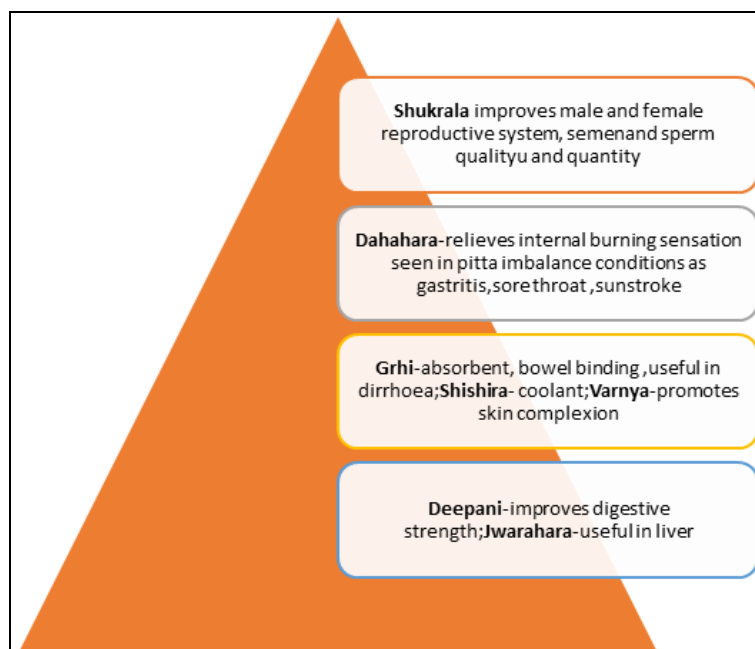 Shukrala improves male and female
reproductive system, semenand sperm
qualityu and quantity
Dahahara-relieves internal burning sensation
seen in pitta imbalance conditions as
gastritis,sore throat ,sunstroke
Grhi-absorbent, bowel binding ,useful in
dirrhoea;Shishira- coolant;Varnya-promotes
skin complexion
Deepani-improves digestive
strength;Jwarahara-useful in liver